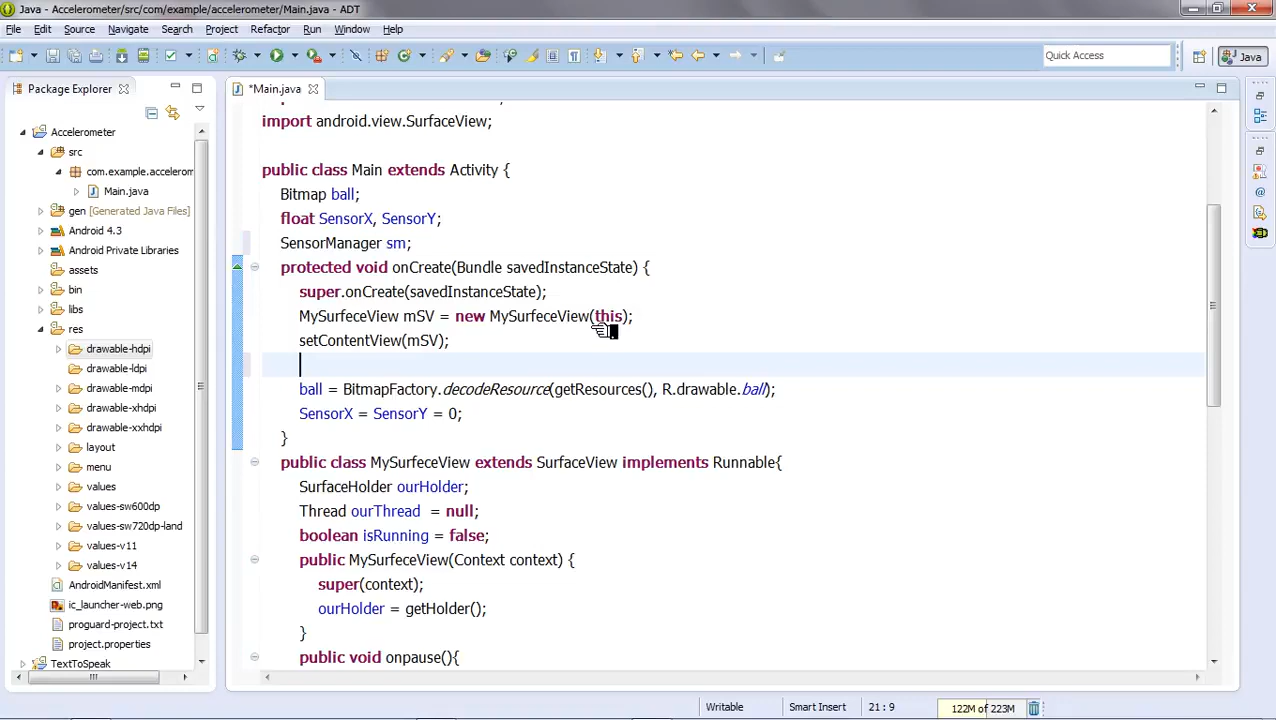 Java - Accelerometer/src/com/example/accelerometer/Main.java - ADT
File Edit Source Navigate Search Project Refactor Run Window Help
Quick Access
Java
Package Explorer
*Main.java
Accelerometer
src
com.example.accelerom
Main.java
gen [Generated Java Files]
Android 4.3
Android Private Libraries
assets
bin
libs
res
drawable-hdpi
drawable-ldpi
drawable-mdpi
drawable-xhdpi
drawable-xxhdpi
layout
menu
values
values-sw600dp
values-sw720dp-land
values-v11
values-v14
AndroidManifest.xml
ic_launcher-web.png
proguard-project.txt
project.properties
TextToSpeak
import android.view.SurfaceView;
public class Main extends Activity {
Bitmap ball;
float SensorX, SensorY;
SensorManager sm;
protected void onCreate(Bundle savedInstanceState) {
super.onCreate(savedInstanceState);
MySurfeceView mSV = new MySurfeceView(this);
setContentView(mSV);
ball = BitmapFactory.decodeResource(getResources(), R.drawable.ball);
SensorX = SensorY = 0;
}
public class MySurfeceView extends SurfaceView implements Runnable{
SurfaceHolder ourHolder;
Thread ourThread = null;
boolean isRunning = false;
public MySurfeceView(Context context) {
super(context);
ourHolder = getHolder();
}
public void onpause(){
Writable Smart Insert 21 : 9 122M of 223M